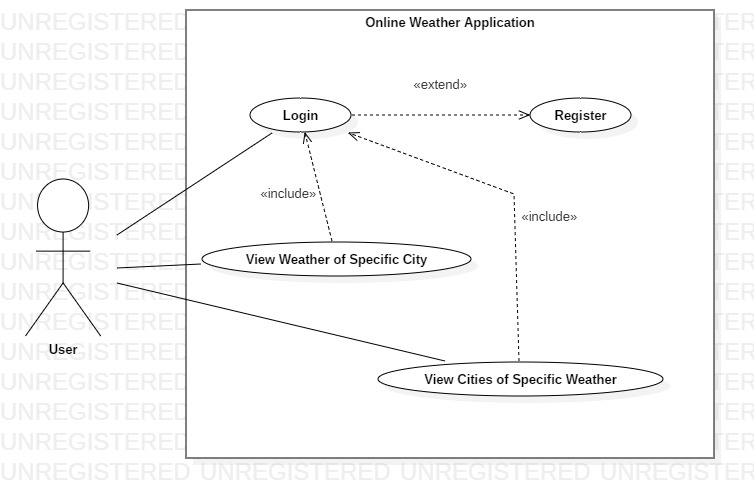 Online Weather Application
«extend»
Login
Register
«include»
«include»
View Weather of Specific City
User
View Cities of Specific Weather
UNREGISTERED UNREGISTERED UNREGISTERED UNREGISTERED